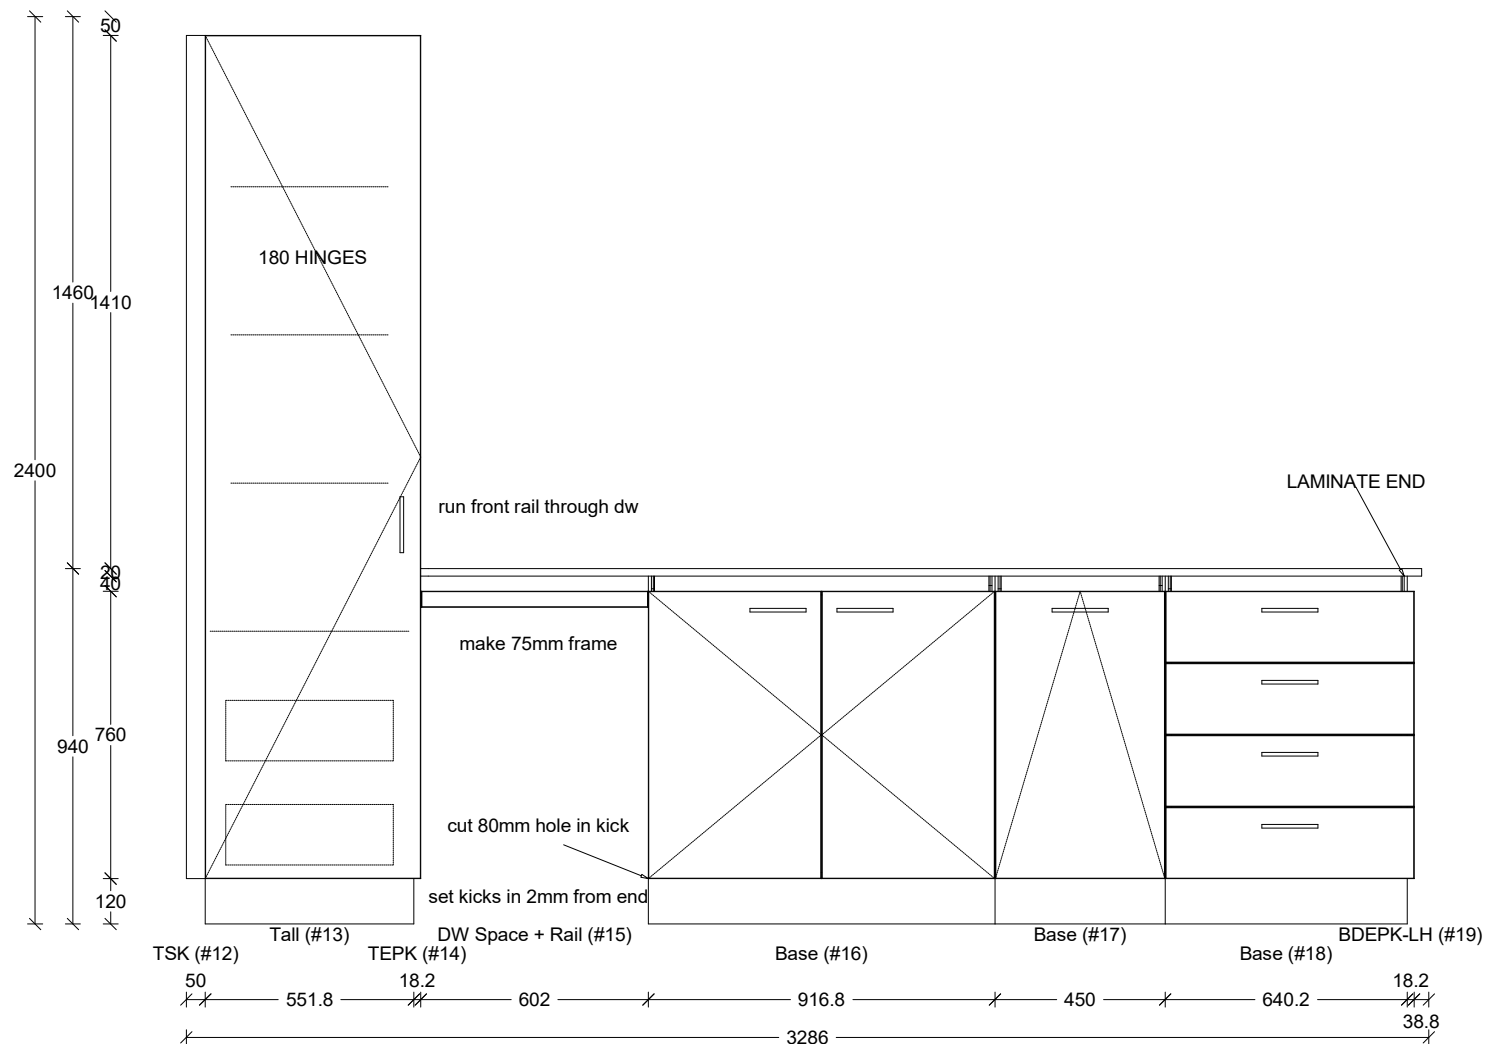 50
180 HINGES
1460
1410
2400
LAMINATE END
run front rail through dw
20
40
make 75mm frame
760
940
cut 80mm hole in kick
set kicks in 2mm from end
120
Tall (#13)
DW Space + Rail (#15)
Base (#17)
BDEPK-LH (#19)
TSK (#12)
TEPK (#14)
Base (#16)
Base (#18)
50
18.2
18.2
551.8
602
916.8
450
640.2
38.8
3286